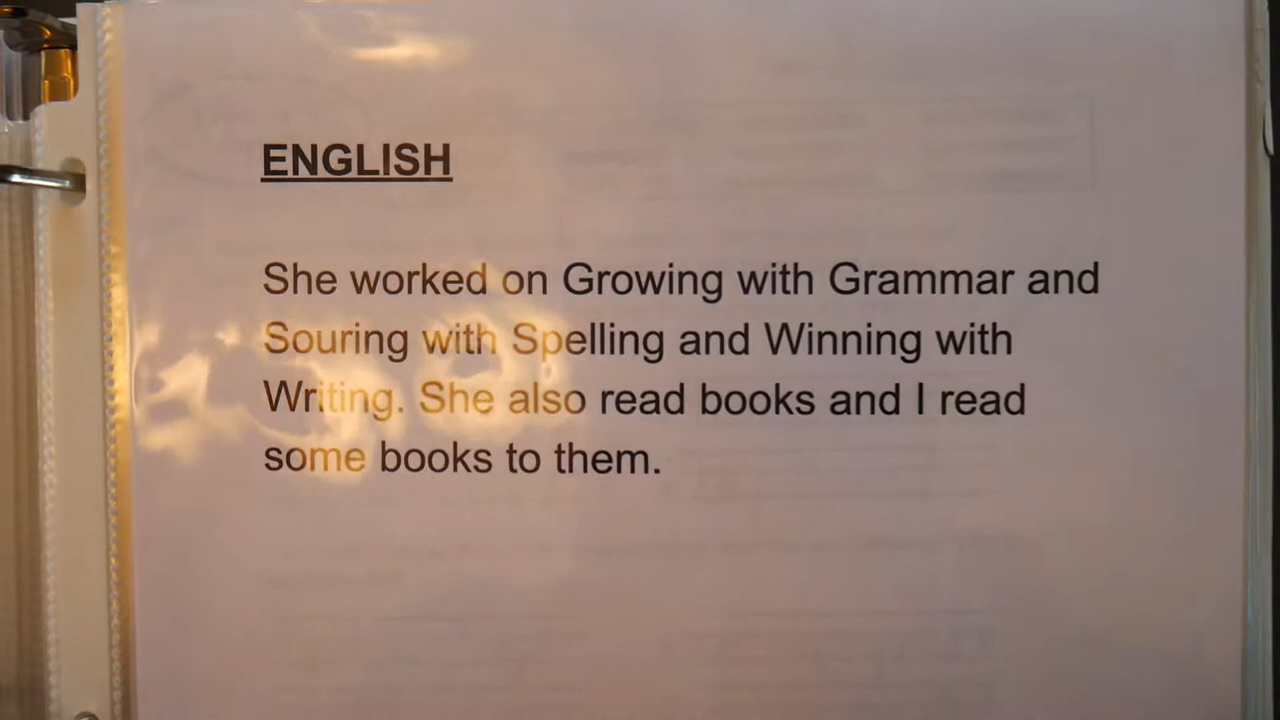 ENGLISH
She worked on Growing with Grammar and
Souring with Spelling and Winning with
Writing. She also read books and I read
some books to them.